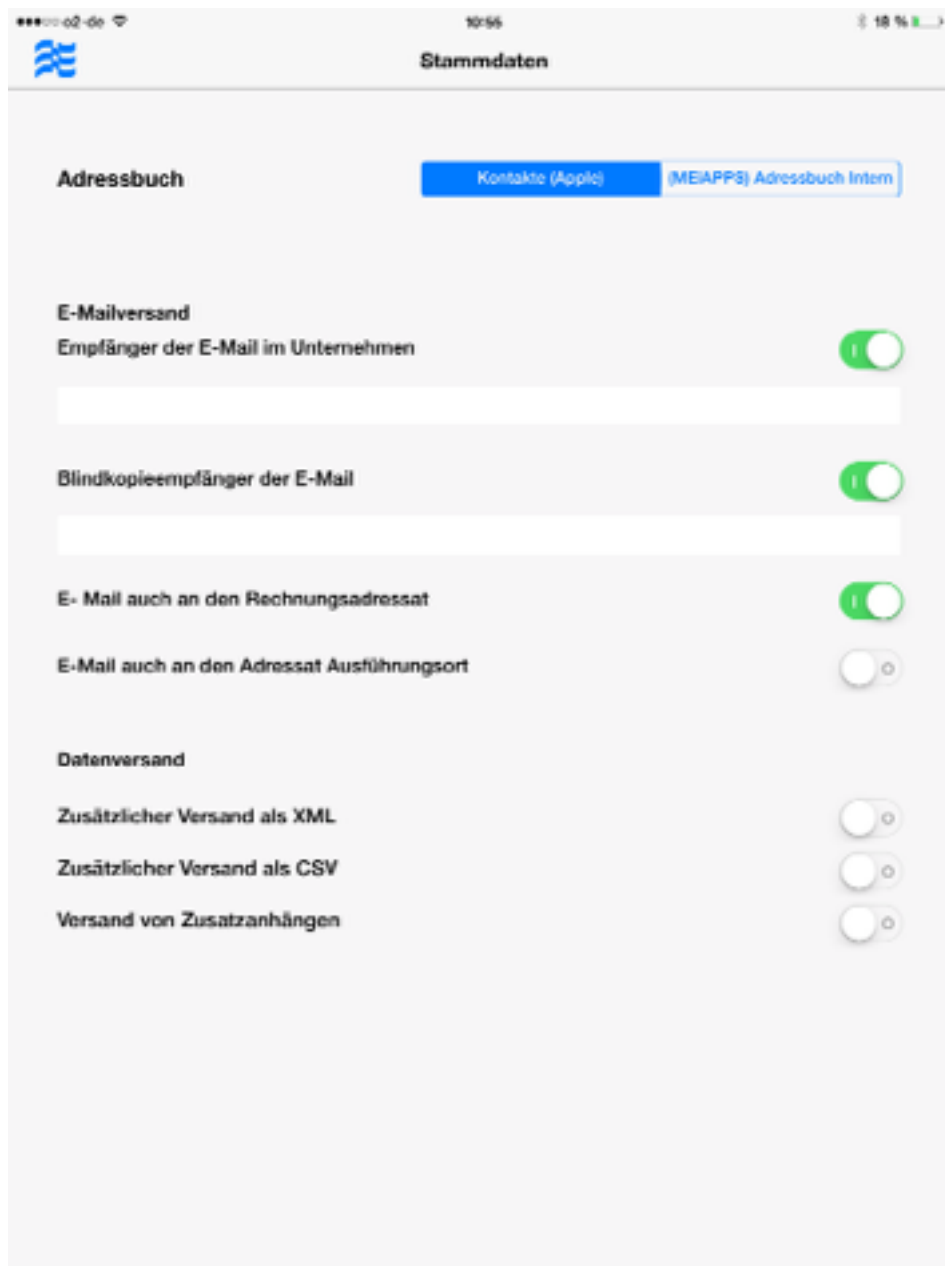 o2-de 10:55 18 %
Stammdaten
Adressbuch Kontakte (Apple) (MEiAPPS) Adressbuch Intern
E-Mailversand
Empfänger der E-Mail im Unternehmen
Blindkopieempfänger der E-Mail
E- Mail auch an den Rechnungsadressat
E-Mail auch an den Adressat Ausführungsort
Datenversand
Zusätzlicher Versand als XML
Zusätzlicher Versand als CSV
Versand von Zusatzanhängen